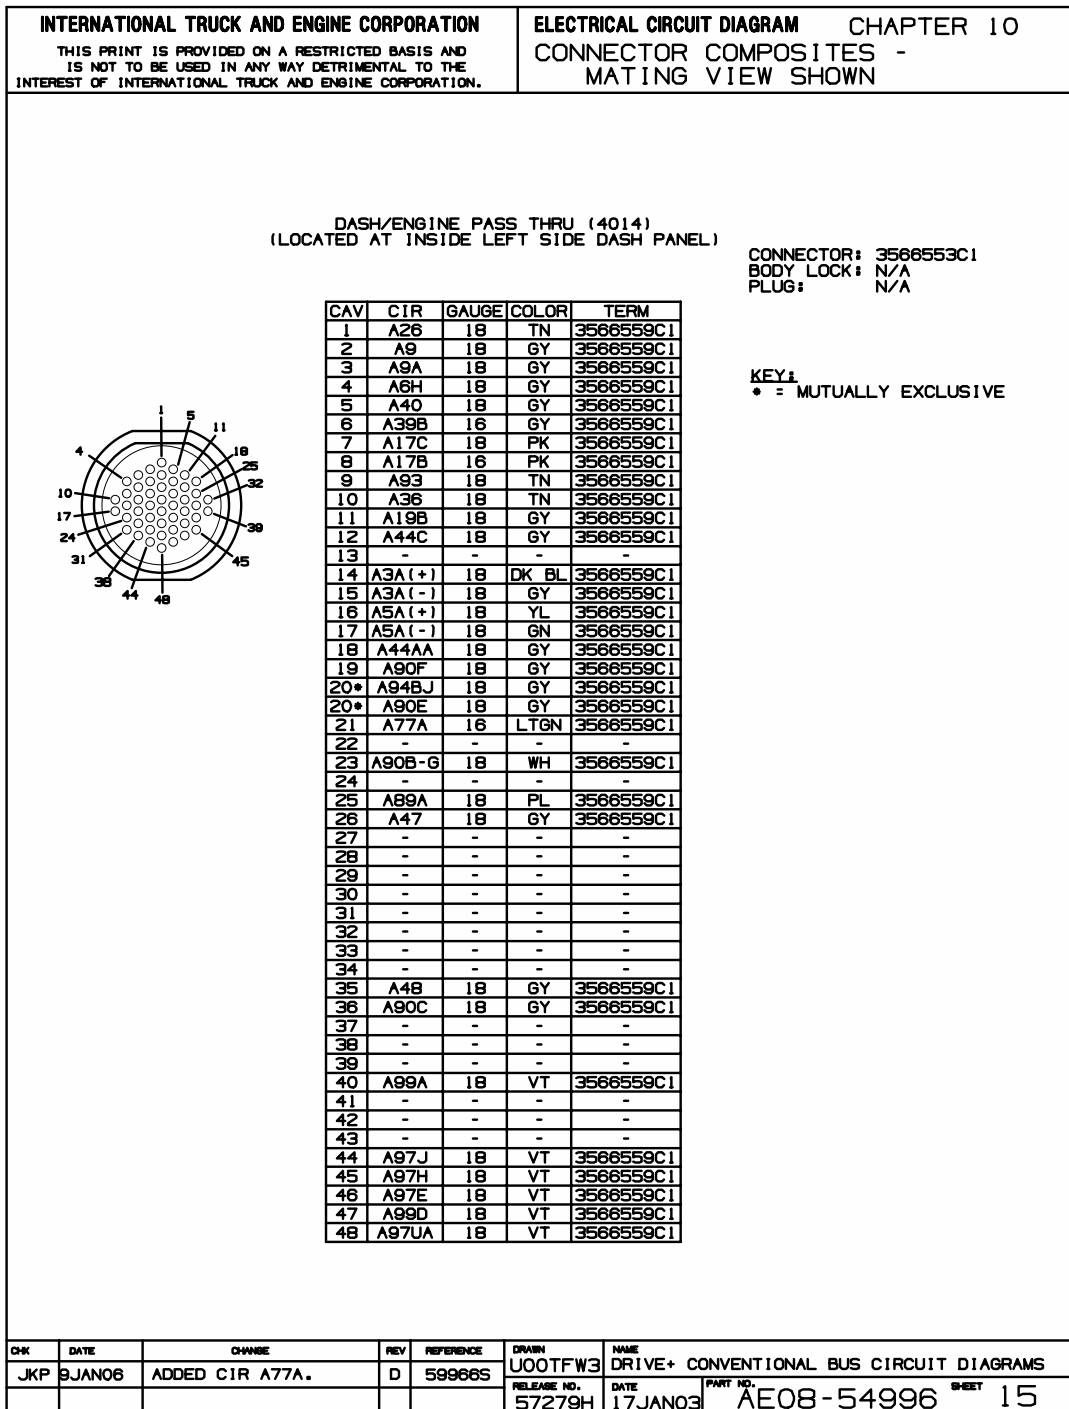 INTERNATIONAL TRUCK AND ENGINE CORPORATION
THIS PRINT IS PROVIDED ON A RESTRICTED BASIS AND
IS NOT TO BE USED IN ANY WAY DETRIMENTAL TO THE
INTEREST OF INTERNATIONAL TRUCK AND ENGINE CORPORATION.
ELECTRICAL CIRCUIT DIAGRAM CHAPTER 10
CONNECTOR COMPOSITES -
MATING VIEW SHOWN
DASH/ENGINE PASS THRU (4014)
(LOCATED AT INSIDE LEFT SIDE DASH PANEL)
CONNECTOR: 3566553C1
BODY LOCK: N/A
PLUG: N/A
KEY:
* = MUTUALLY EXCLUSIVE
1
5
11
4
18
25
32
10
17
39
24
31
45
38
44
48
CAV CIR GAUGE COLOR TERM
1 A26 18 TN 3566559C1
2 A9 18 GY 3566559C1
3 A9A 18 GY 3566559C1
4 A6H 18 GY 3566559C1
5 A40 18 GY 3566559C1
6 A39B 16 GY 3566559C1
7 A17C 18 PK 3566559C1
8 A17B 16 PK 3566559C1
9 A93 18 TN 3566559C1
10 A36 18 TN 3566559C1
11 A19B 18 GY 3566559C1
12 A44C 18 GY 3566559C1
13 - - - -
14 A3A(+) 18 DK BL 3566559C1
15 A3A(-) 18 GY 3566559C1
16 A5A(+) 18 YL 3566559C1
17 A5A(-) 18 GN 3566559C1
18 A44AA 18 GY 3566559C1
19 A90F 18 GY 3566559C1
20* A94BJ 18 GY 3566559C1
20* A90E 18 GY 3566559C1
21 A77A 16 LTGN 3566559C1
22 - - - -
23 A90B-G 18 WH 3566559C1
24 - - - -
25 A89A 18 PL 3566559C1
26 A47 18 GY 3566559C1
27 - - - -
28 - - - -
29 - - - -
30 - - - -
31 - - - -
32 - - - -
33 - - - -
34 - - - -
35 A48 18 GY 3566559C1
36 A90C 18 GY 3566559C1
37 - - - -
38 - - - -
39 - - - -
40 A99A 18 VT 3566559C1
41 - - - -
42 - - - -
43 - - - -
44 A97J 18 VT 3566559C1
45 A97H 18 VT 3566559C1
46 A97E 18 VT 3566559C1
47 A99D 18 VT 3566559C1
48 A97UA 18 VT 3566559C1
CHK DATE CHANGE REV REFERENCE
JKP 9JAN06 ADDED CIR A77A. D 59966S
DRAWN
U00TFW3
NAME
DRIVE+ CONVENTIONAL BUS CIRCUIT DIAGRAMS
RELEASE NO.
57279H
DATE
17JAN03
PART NO.
AE08-54996
SHEET 15